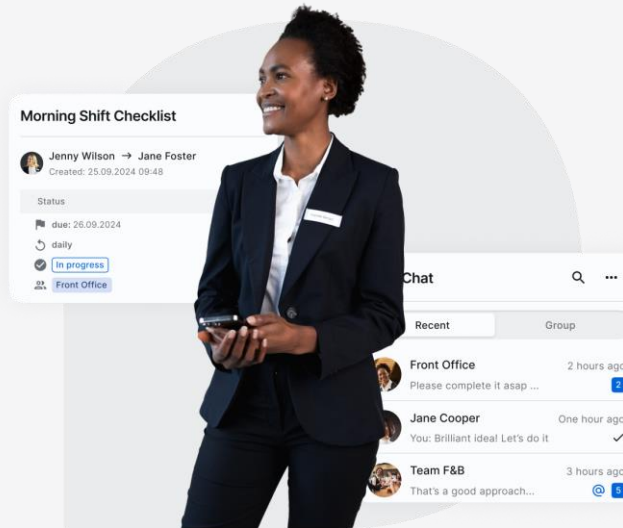 Morning Shift Checklist
Jenny Wilson → Jane Foster
Created: 25.09.2024 09:48
Status
due: 26.09.2024
daily
In progress
Front Office
Chat
Recent Group
Front Office 2 hours ago
Please complete it asap ... 2
Jane Cooper One hour ago
You: Brilliant idea! Let's do it
Team F&B 3 hours ago
That's a good approach... @ 5